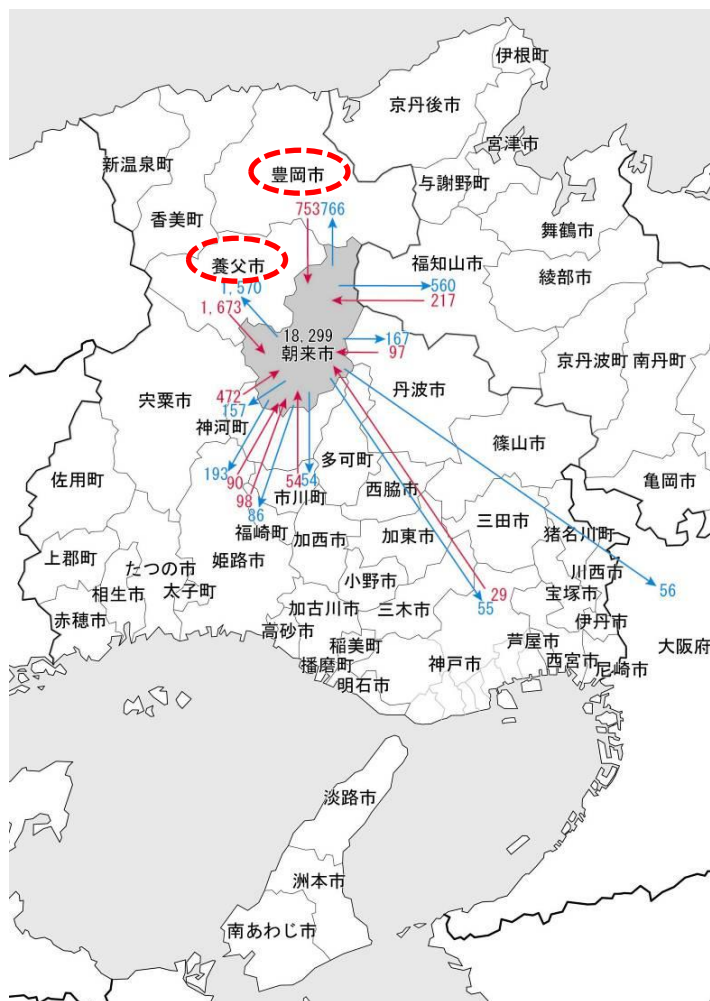 伊根町
京丹後市
宮津市
豊岡市
新温泉町
与謝野町
753 766
香美町
舞鶴市
養父市
福知山市
綾部市
1,570
560
217
1,673
18,299
朝来市
167
97
京丹波町
南丹町
472
157
宍粟市
丹波市
神河町
篠山市
多可町
193
90
54
54
佐用町
98
86
市川町
西脇市
亀岡市
三田市
猪名川町
福崎町
加西市
加東市
上郡町
たつの市
姫路市
川西市
小野市
56
相生市
太子町
29
宝塚市
55
赤穂市
加古川市
三木市
伊丹市
高砂市
稲美町
芦屋市
大阪府
播磨町
神戸市
西宮市
尼崎市
明石市
淡路市
洲本市
南あわじ市